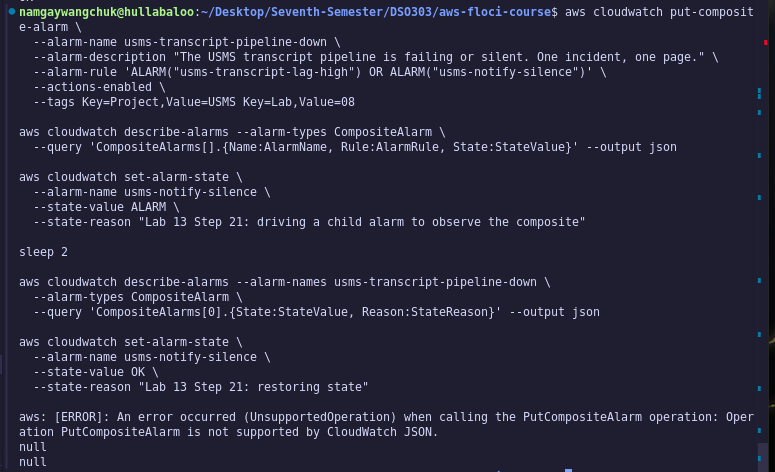 namgaywangchuk@hullabaloo:~/Desktop/Seventh-Semester/DSO303/aws-floci-course$ aws cloudwatch put-composit
e-alarm \
  --alarm-name usms-transcript-pipeline-down \
  --alarm-description "The USMS transcript pipeline is failing or silent. One incident, one page." \
  --alarm-rule 'ALARM("usms-transcript-lag-high") OR ALARM("usms-notify-silence")' \
  --actions-enabled \
  --tags Key=Project,Value=USMS Key=Lab,Value=08

aws cloudwatch describe-alarms --alarm-types CompositeAlarm \
  --query 'CompositeAlarms[].{Name:AlarmName, Rule:AlarmRule, State:StateValue}' --output json

aws cloudwatch set-alarm-state \
  --alarm-name usms-notify-silence \
  --state-value ALARM \
  --state-reason "Lab 13 Step 21: driving a child alarm to observe the composite"

sleep 2

aws cloudwatch describe-alarms --alarm-names usms-transcript-pipeline-down \
  --alarm-types CompositeAlarm \
  --query 'CompositeAlarms[0].{State:StateValue, Reason:StateReason}' --output json

aws cloudwatch set-alarm-state \
  --alarm-name usms-notify-silence \
  --state-value OK \
  --state-reason "Lab 13 Step 21: restoring state"

aws: [ERROR]: An error occurred (UnsupportedOperation) when calling the PutCompositeAlarm operation: Oper
ation PutCompositeAlarm is not supported by CloudWatch JSON.
null
null